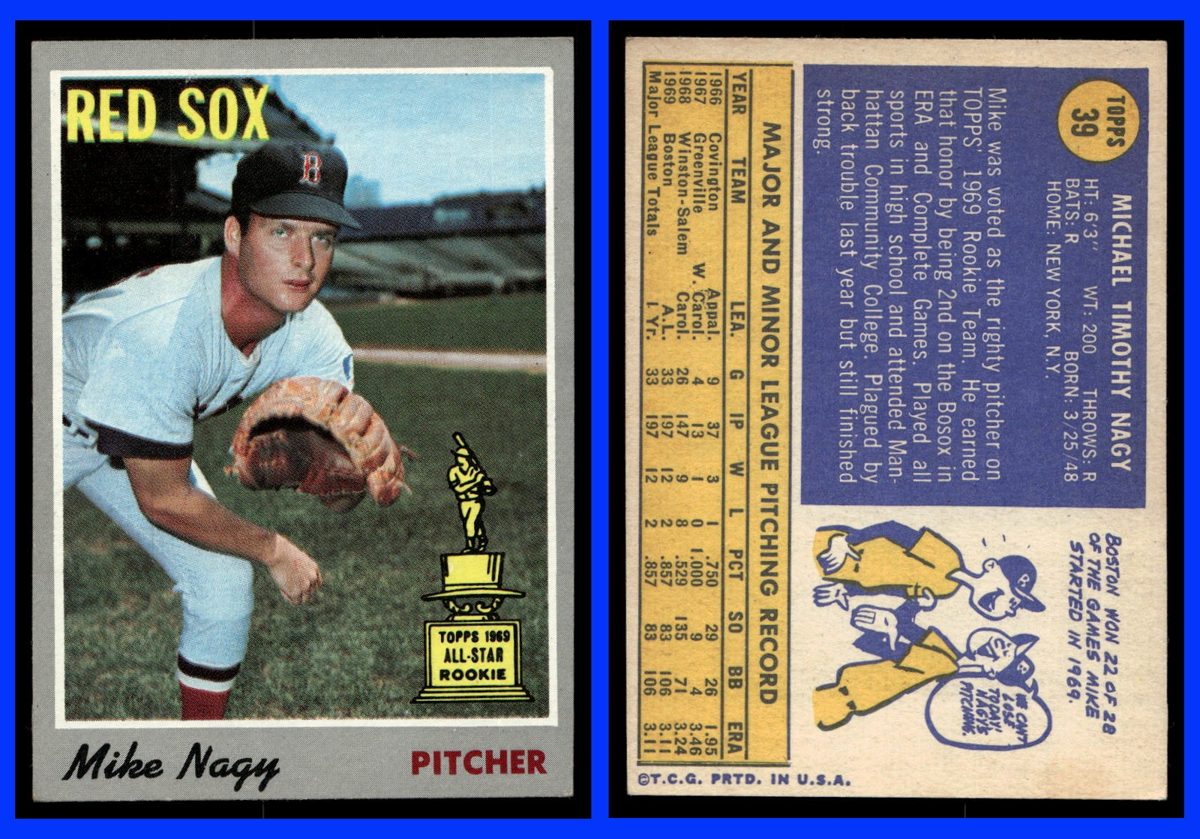 RED SOX
B
TOPPS 1969
ALL-STAR
ROOKIE
Mike Nagy
PITCHER
TOPPS
39
MICHAEL TIMOTHY NAGY
HT: 6'3" WT: 200 THROWS: R
BATS: R BORN: 3/25/48
HOME: NEW YORK, N.Y.
Mike was voted as the righty pitcher on
TOPPS' 1969 Rookie Team. He earned
that honor by being 2nd on the Bosox in
ERA and Complete Games. Played all
sports in high school and attended Man-
hattan Community College. Plagued by
back trouble last year but still finished
strong.
BOSTON WON 22 OF 28
OF THE GAMES MIKE
STARTED IN 1969.
B
WE CAN'T
LOSE
TODAY!
NAGY'S
PITCHING.
MAJOR AND MINOR LEAGUE PITCHING RECORD
YEAR TEAM LEA. G IP W L PCT SO BB ERA
1966 Covington Appal. 9 37 3 1 .750 29 26 1.95
1967 Greenville W. Carol. 4 13 1 0 1.000 9 4 3.46
1968 Winston-Salem Carol. 26 147 9 8 .529 135 71 3.24
1969 Boston A.L. 33 197 12 2 .857 83 106 3.11
Major League Totals 1 Yr. 33 197 12 2 .857 83 106 3.11
©T.C.G. PRTD. IN U.S.A.